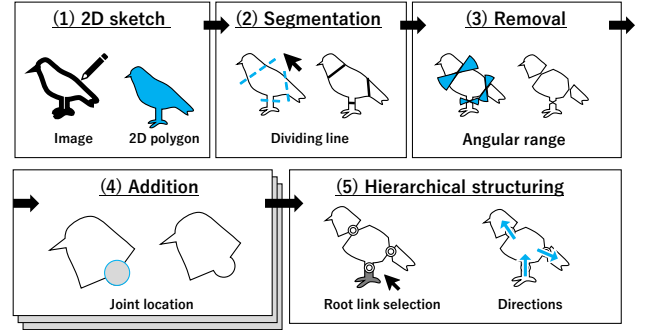 (1) 2D sketch
Image
2D polygon
(2) Segmentation
Dividing line
(3) Removal
Angular range
(4) Addition
Joint location
(5) Hierarchical structuring
Root link selection
Directions